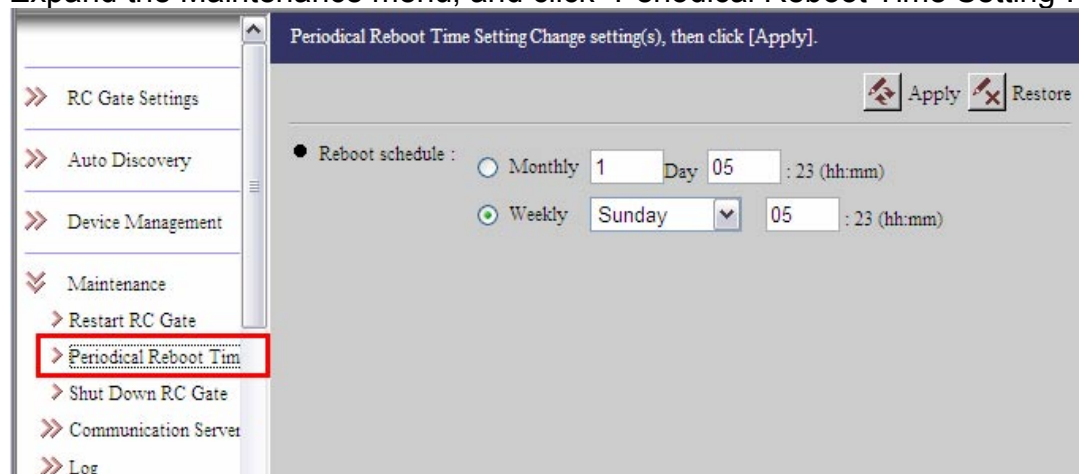 Expand the Maintenance menu, and click "Periodical Reboot Time Setting".
Periodical Reboot Time Setting Change setting(s), then click [Apply].
Apply Restore
RC Gate Settings
Auto Discovery
Device Management
Maintenance
Restart RC Gate
Periodical Reboot Tim
Shut Down RC Gate
Communication Server
Log
Reboot schedule :
Monthly 1 Day 05 : 23 (hh:mm)
Weekly Sunday 05 : 23 (hh:mm)